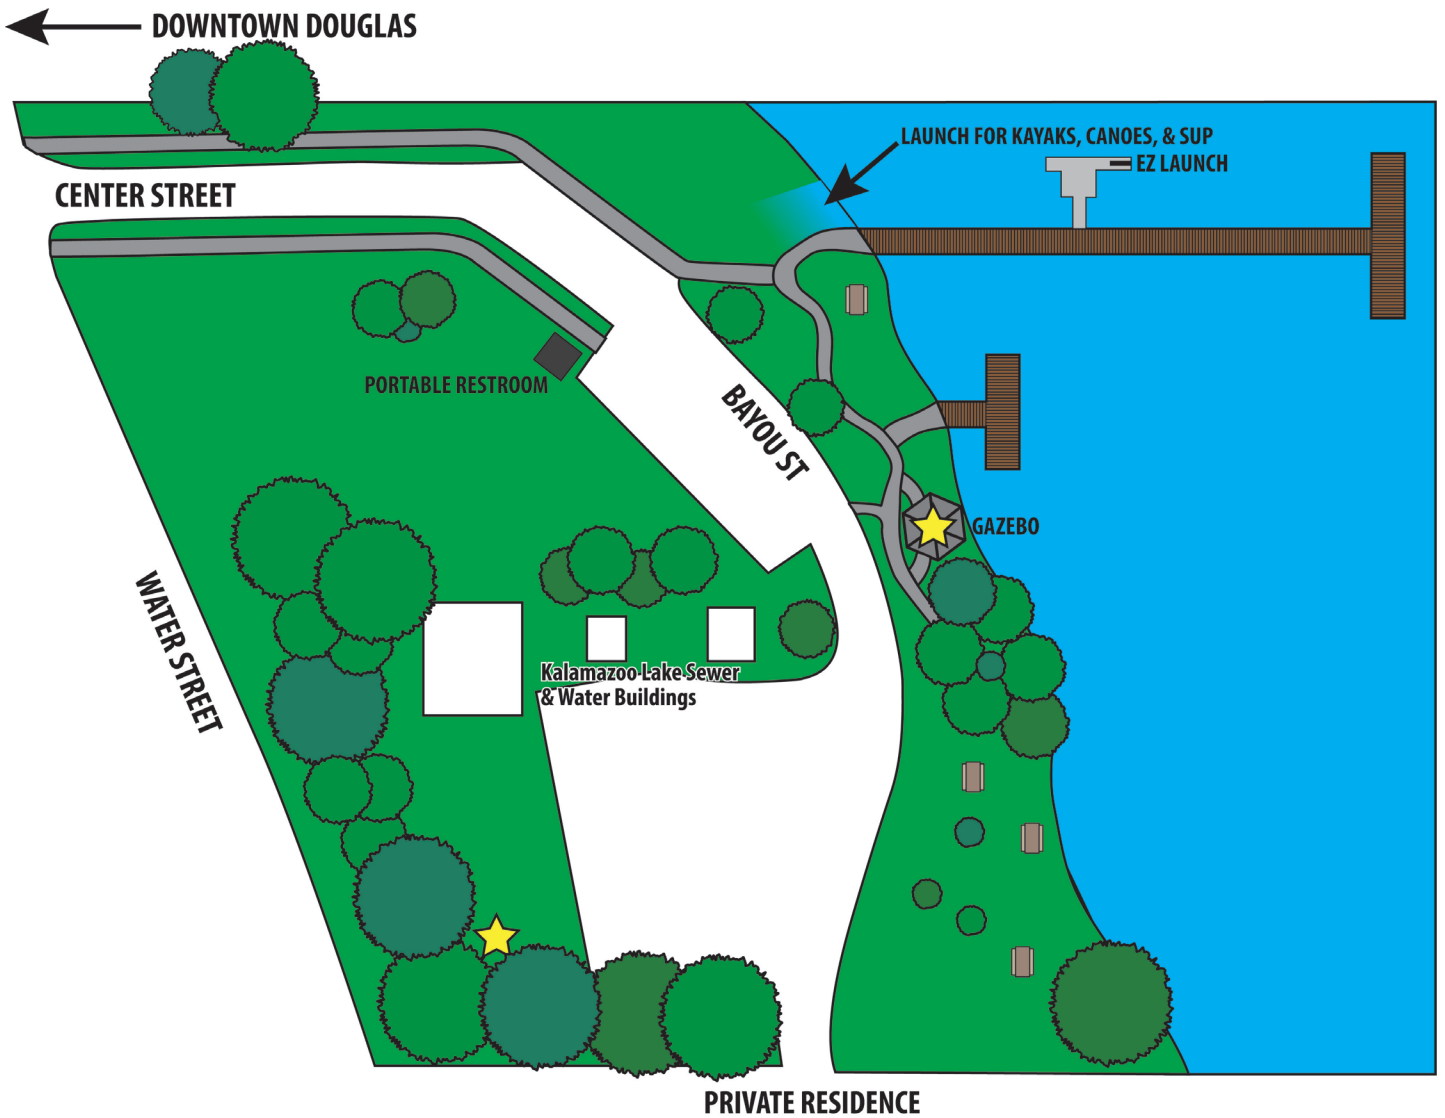 DOWNTOWN DOUGLAS
LAUNCH FOR KAYAKS, CANOES, & SUP
EZ LAUNCH
CENTER STREET
PORTABLE RESTROOM
BAYOU ST
GAZEBO
WATER STREET
Kalamazoo Lake Sewer
& Water Buildings
PRIVATE RESIDENCE